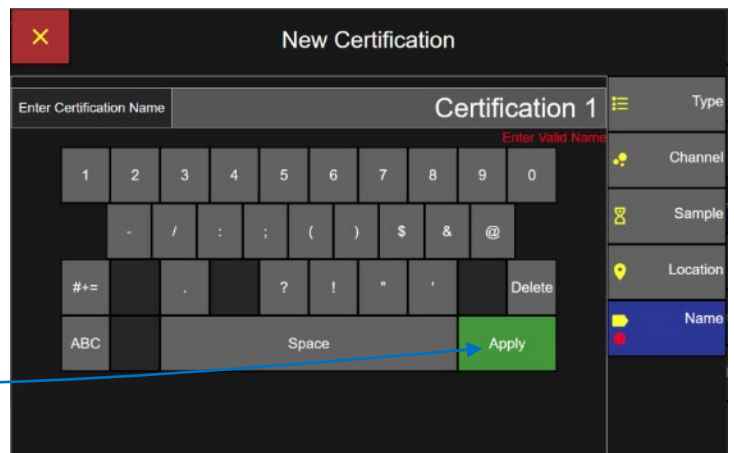 ×
New Certification
Enter Certification Name
Certification 1
Enter Valid Name
1 2 3 4 5 6 7 8 9 0
- / : ; ( ) $ & @
#+= . ? ! " ' Delete
ABC Space Apply
Type
Channel
Sample
Location
Name